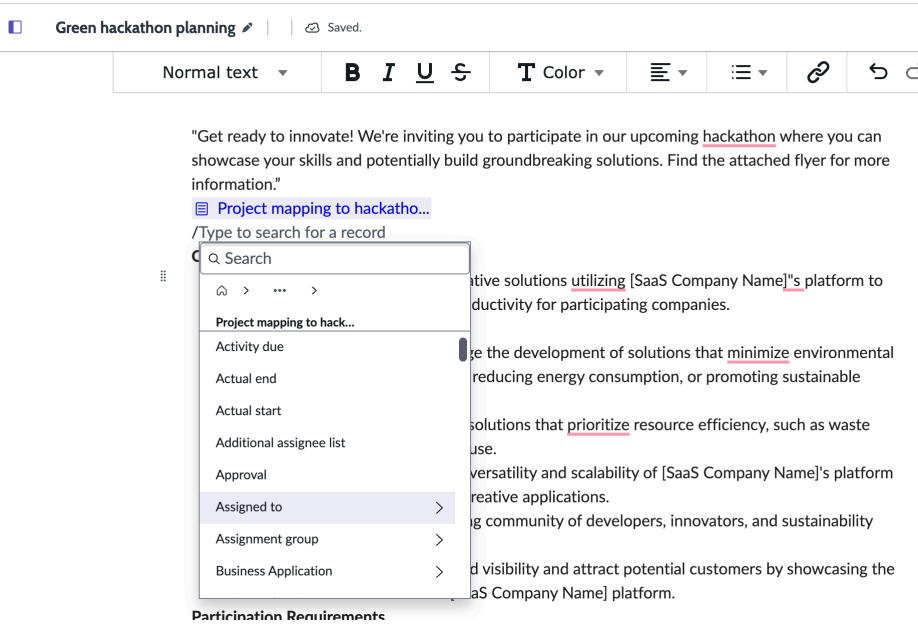 Green hackathon planning
Saved.
Normal text
B I U S T Color
"Get ready to innovate! We're inviting you to participate in our upcoming hackathon where you can
showcase your skills and potentially build groundbreaking solutions. Find the attached flyer for more
information.”
Project mapping to hackatho...
/Type to search for a record
Search
...
Project mapping to hack...
Activity due
Actual end
Actual start
Additional assignee list
Approval
Assigned to
Assignment group
Business Application
solutions utilizing [SaaS Company Name]"s platform to
for participating companies.
the development of solutions that minimize environmental
reducing energy consumption, or promoting sustainable
solutions that prioritize resource efficiency, such as waste
use.
versatility and scalability of [SaaS Company Name]'s platform
creative applications.
community of developers, innovators, and sustainability
visibility and attract potential customers by showcasing the
Company Name] platform.
Participation Requirements